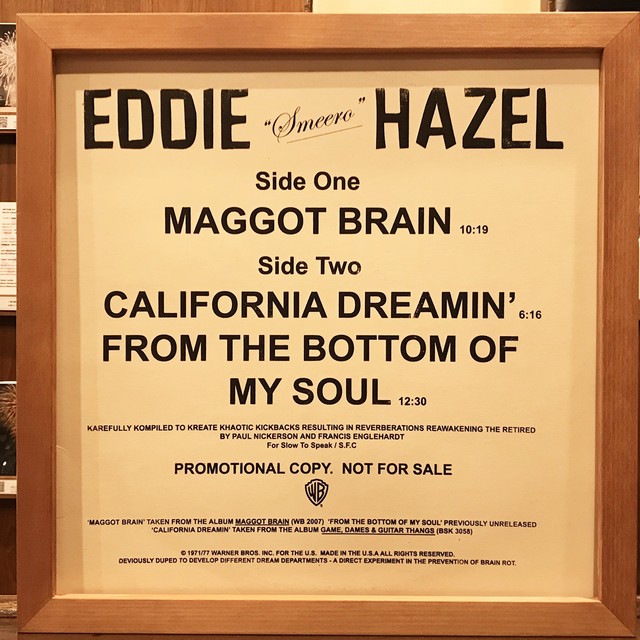 EDDIE "Smeero" HAZEL
Side One
MAGGOT BRAIN 10:19
Side Two
CALIFORNIA DREAMIN' 6:16
FROM THE BOTTOM OF
MY SOUL 12:30
KAREFULLY KOMPILED TO KREATE KHAOTIC KICKBACKS RESULTING IN REVERBERATIONS REAWAKENING THE RETIRED
BY PAUL NICKERSON AND FRANCIS ENGLEHARDT
For Slow To Speak / S.F.C
PROMOTIONAL COPY. NOT FOR SALE
WB
'MAGGOT BRAIN' TAKEN FROM THE ALBUM MAGGOT BRAIN (WB 2007) 'FROM THE BOTTOM OF MY SOUL' PREVIOUSLY UNRELEASED
'CALIFORNIA DREAMIN' TAKEN FROM THE ALBUM GAME, DAMES & GUITAR THANGS (BSK 3058)
© 1971/77 WARNER BROS. INC. FOR THE U.S. MADE IN THE U.S.A ALL RIGHTS RESERVED.
DEVIOUSLY DUPED TO DEVELOP DIFFERENT DREAM DEPARTMENTS - A DIRECT EXPERIMENT IN THE PREVENTION OF BRAIN ROT.